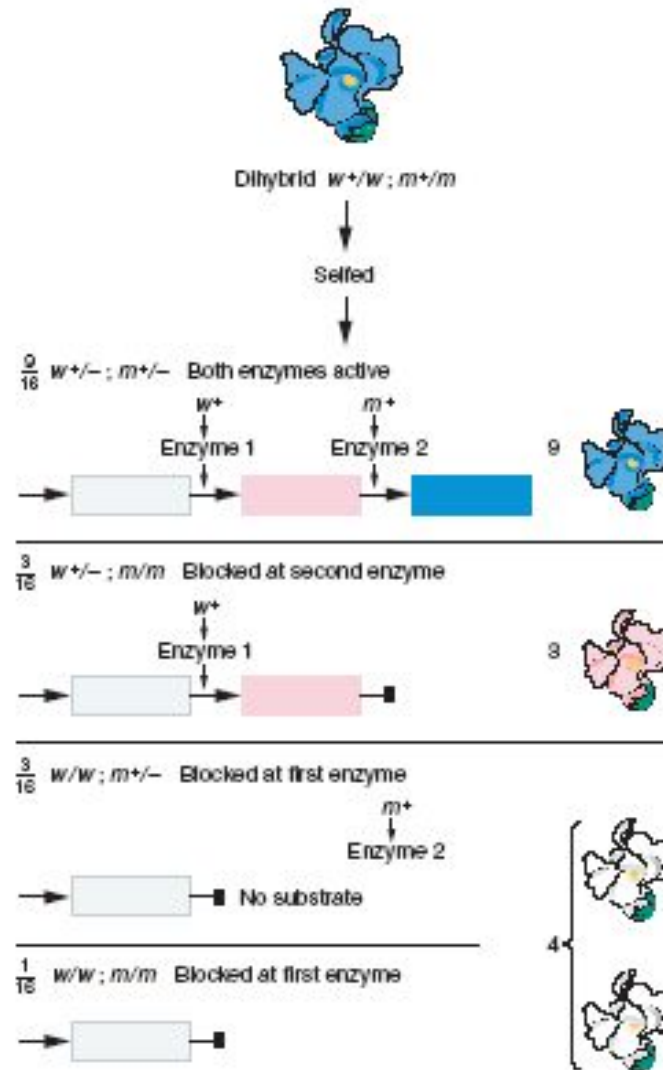 Dihybrid w+/w ; m+/m
Selfed
9/16 w+/– ; m+/– Both enzymes active
w+ m+
Enzyme 1 Enzyme 2
9
3/16 w+/– ; m/m Blocked at second enzyme
w+
Enzyme 1
3
3/16 w/w ; m+/– Blocked at first enzyme
m+
Enzyme 2
No substrate
4
1/16 w/w ; m/m Blocked at first enzyme